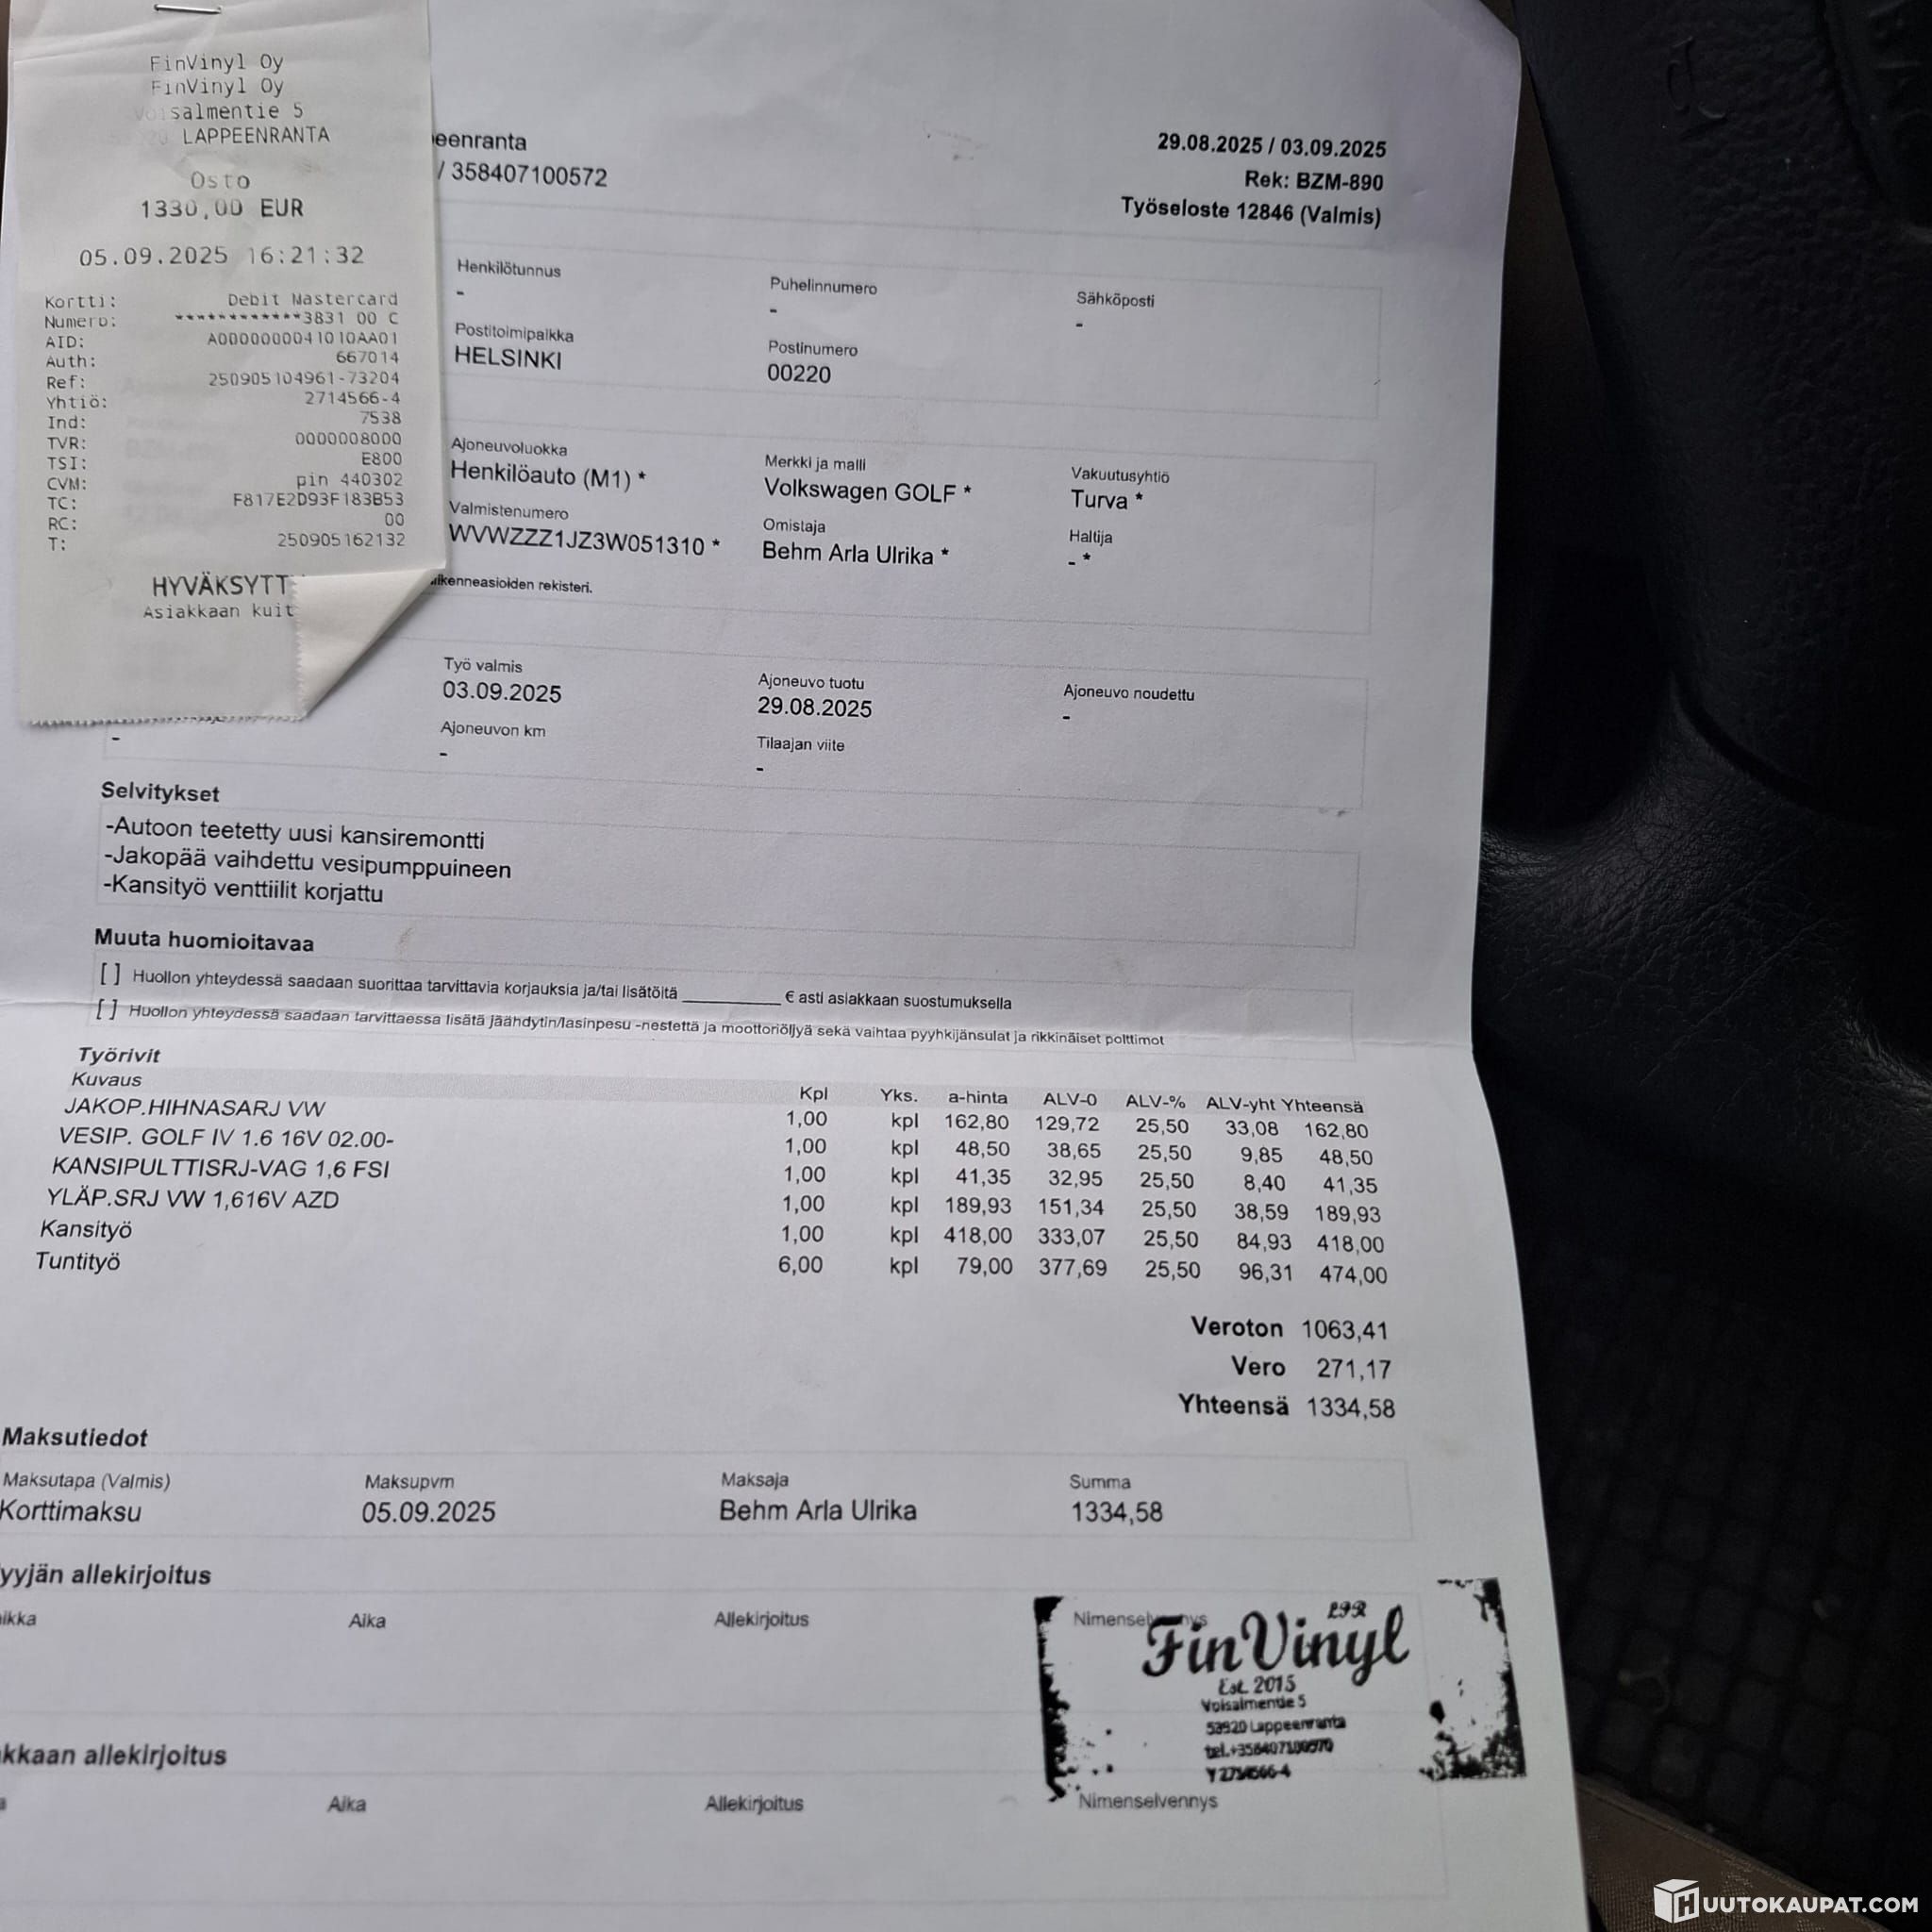 FinVinyl Oy
FinVinyl Oy
Voisalmentie 5
LAPPEENRANTA
Osto
1330,00 EUR
05.09.2025 16:21:32
Kortti: Debit Mastercard
Numero: ************3831 00 C
AID: A0000000041010AA01
Auth: 667014
Ref: 250905104961-73204
Yhtiö: 2714566-4
Ind: 7538
TVR: 0000008000
TSI: E800
CVM: pin 440302
TC: F817E2D93F183B53
RC: 00
T: 250905162132
HYVÄKSYTT
Asiakkaan kuit
eenranta
/ 358407100572
29.08.2025 / 03.09.2025
Rek: BZM-890
Työseloste 12846 (Valmis)
Henkilötunnus Puhelinnumero Sähköposti
- - -
Postitoimipaikka Postinumero
HELSINKI 00220
Ajoneuvoluokka Merkki ja malli Vakuutusyhtiö
Henkilöauto (M1) * Volkswagen GOLF * Turva *
Valmistenumero Omistaja Haltija
WVWZZZ1JZ3W051310 * Behm Arla Ulrika * - *
ikenneasioiden rekisteri.
Työ valmis Ajoneuvo tuotu Ajoneuvo noudettu
03.09.2025 29.08.2025 -
Ajoneuvon km Tilaajan viite
- - -
Selvitykset
-Autoon teetetty uusi kansiremontti
-Jakopää vaihdettu vesipumppuineen
-Kansityö venttiilit korjattu
Muuta huomioitavaa
[ ] Huollon yhteydessä saadaan suorittaa tarvittavia korjauksia ja/tai lisätöitä __________ € asti asiakkaan suostumuksella
[ ] Huollon yhteydessä saadaan tarvittaessa lisätä jäähdytin/lasinpesu -nestettä ja moottoriöljyä sekä vaihtaa pyyhkijänsulat ja rikkinäiset polttimot
Työrivit
Kuvaus Kpl Yks. a-hinta ALV-0 ALV-% ALV-yht Yhteensä
JAKOP.HIHNASARJ VW 1,00 kpl 162,80 129,72 25,50 33,08 162,80
VESIP. GOLF IV 1.6 16V 02.00- 1,00 kpl 48,50 38,65 25,50 9,85 48,50
KANSIPULTTISRJ-VAG 1,6 FSI 1,00 kpl 41,35 32,95 25,50 8,40 41,35
YLÄP.SRJ VW 1,616V AZD 1,00 kpl 189,93 151,34 25,50 38,59 189,93
Kansityö 1,00 kpl 418,00 333,07 25,50 84,93 418,00
Tuntityö 6,00 kpl 79,00 377,69 25,50 96,31 474,00
Veroton 1063,41
Vero 271,17
Yhteensä 1334,58
Maksutiedot
Maksutapa (Valmis) Maksupvm Maksaja Summa
Korttimaksu 05.09.2025 Behm Arla Ulrika 1334,58
yyjän allekirjoitus
aikka Aika Allekirjoitus Nimenselvennys
LPR
FinVinyl
Est. 2015
Voisalmentie 5
53920 Lappeenranta
Y 2714566-4
kkaan allekirjoitus
a Aika Allekirjoitus Nimenselvennys
HUUTOKAUPAT.COM